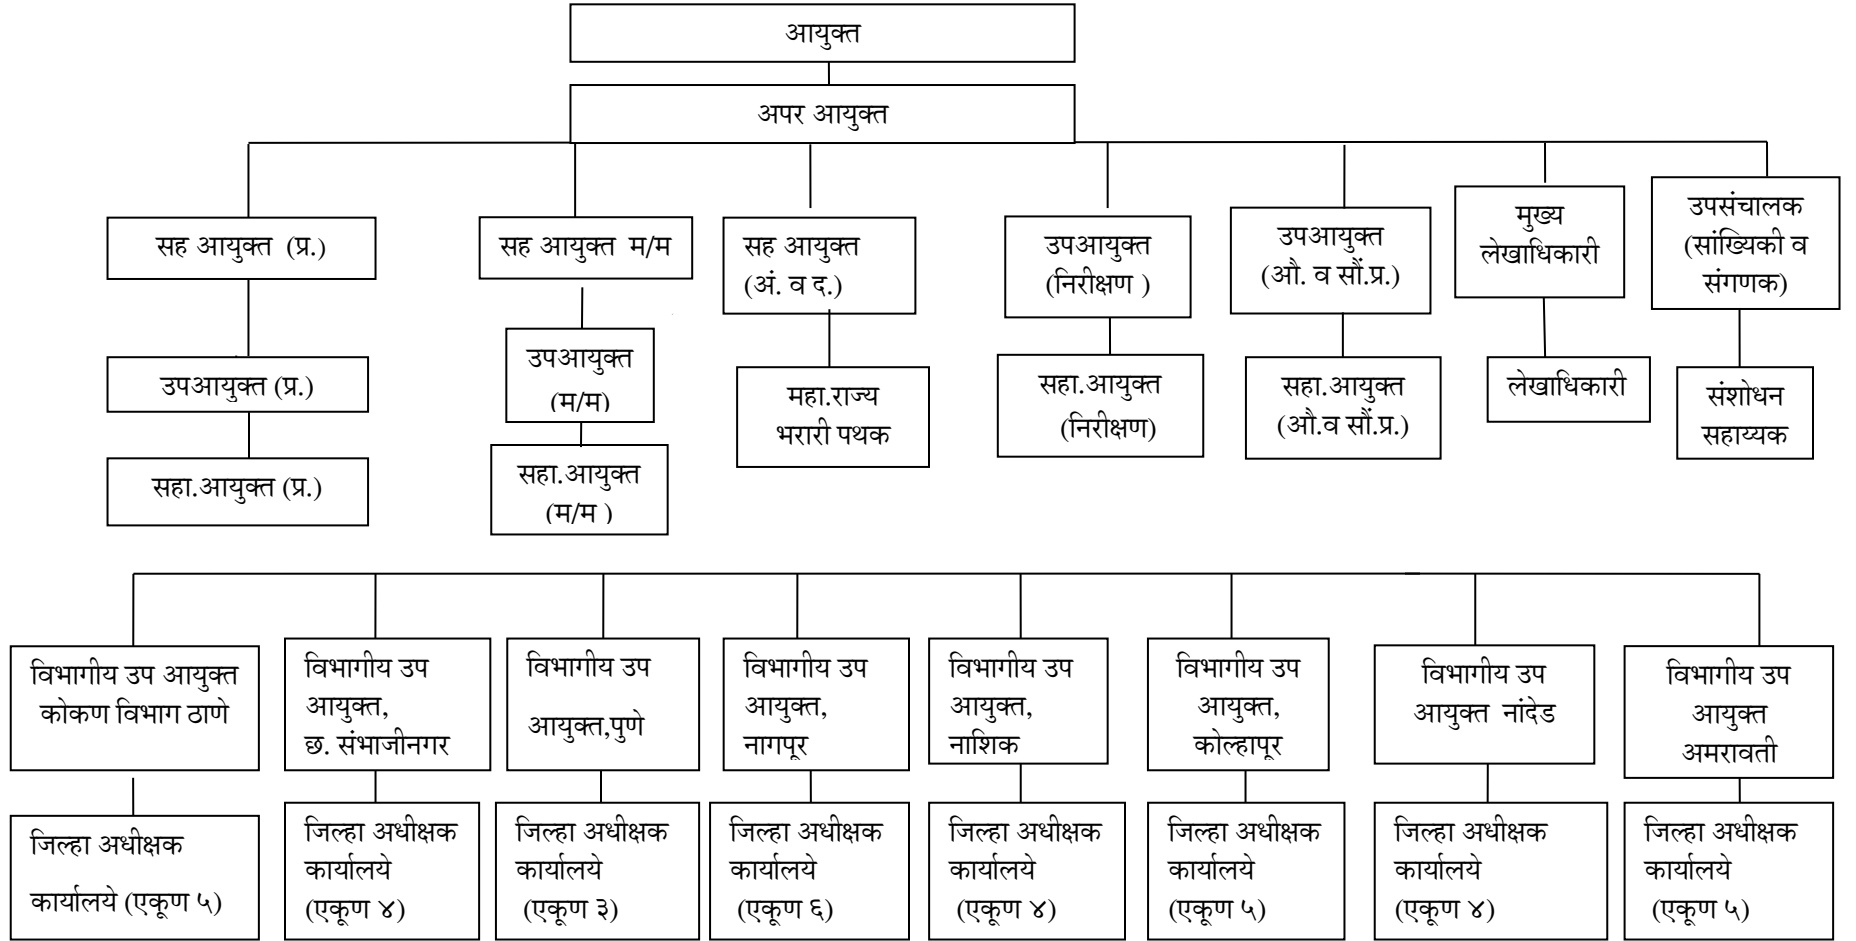 आयुक्त
अपर आयुक्त
सह आयुक्त (प्र.)
सह आयुक्त म/म
सह आयुक्त
(अं. व द.)
उपआयुक्त
(निरीक्षण )
उपआयुक्त
(औ. व सौं.प्र.)
मुख्य
लेखाधिकारी
उपसंचालक
(सांख्यिकी व
संगणक)
उपआयुक्त (प्र.)
उपआयुक्त
(म/म)
महा.राज्य
भरारी पथक
सहा.आयुक्त
(निरीक्षण)
सहा.आयुक्त
(औ.व सौं.प्र.)
लेखाधिकारी
संशोधन
सहाय्यक
सहा.आयुक्त (प्र.)
सहा.आयुक्त
(म/म )
विभागीय उप आयुक्त
कोकण विभाग ठाणे
विभागीय उप
आयुक्त,
छ. संभाजीनगर
विभागीय उप
आयुक्त,पुणे
विभागीय उप
आयुक्त,
नागपूर
विभागीय उप
आयुक्त,
नाशिक
विभागीय उप
आयुक्त,
कोल्हापूर
विभागीय उप
आयुक्त नांदेड
विभागीय उप
आयुक्त
अमरावती
जिल्हा अधीक्षक
कार्यालये (एकूण ५)
जिल्हा अधीक्षक
कार्यालये
(एकूण ४)
जिल्हा अधीक्षक
कार्यालये
(एकूण ३)
जिल्हा अधीक्षक
कार्यालये
(एकूण ६)
जिल्हा अधीक्षक
कार्यालये
(एकूण ४)
जिल्हा अधीक्षक
कार्यालये
(एकूण ५)
जिल्हा अधीक्षक
कार्यालये
(एकूण ४)
जिल्हा अधीक्षक
कार्यालये
(एकूण ५)